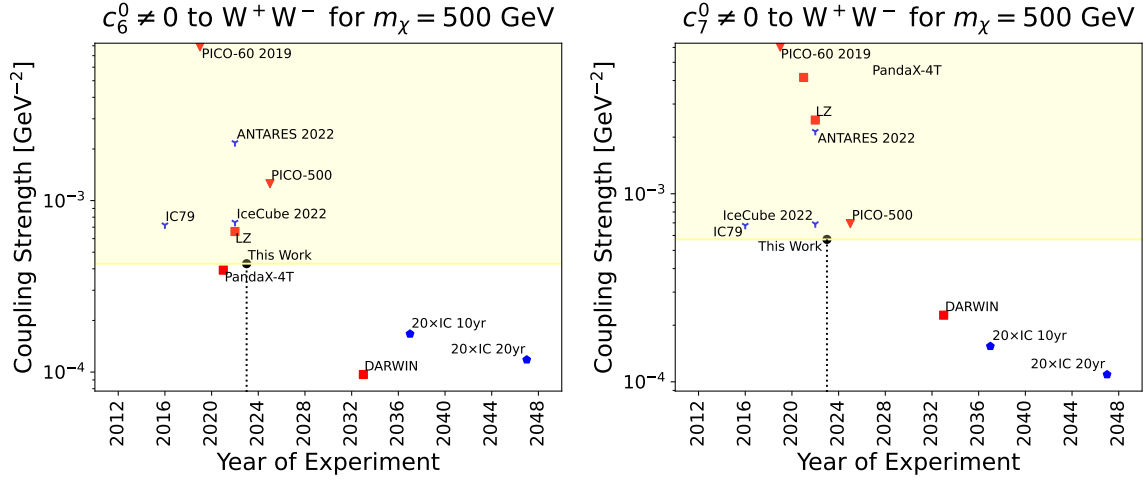 c₆⁰ ≠ 0 to W⁺W⁻ for mᵪ = 500 GeV
Coupling Strength [GeV⁻²]
10⁻³
10⁻⁴
PICO-60 2019
ANTARES 2022
PICO-500
IC79
IceCube 2022
LZ
This Work
PandaX-4T
20×IC 10yr
20×IC 20yr
DARWIN
2012
2016
2020
2024
2028
2032
2036
2040
2044
2048
Year of Experiment
c₇⁰ ≠ 0 to W⁺W⁻ for mᵪ = 500 GeV
Coupling Strength [GeV⁻²]
10⁻³
10⁻⁴
PICO-60 2019
PandaX-4T
LZ
ANTARES 2022
IceCube 2022
PICO-500
IC79
This Work
DARWIN
20×IC 10yr
20×IC 20yr
2012
2016
2020
2024
2028
2032
2036
2040
2044
2048
Year of Experiment